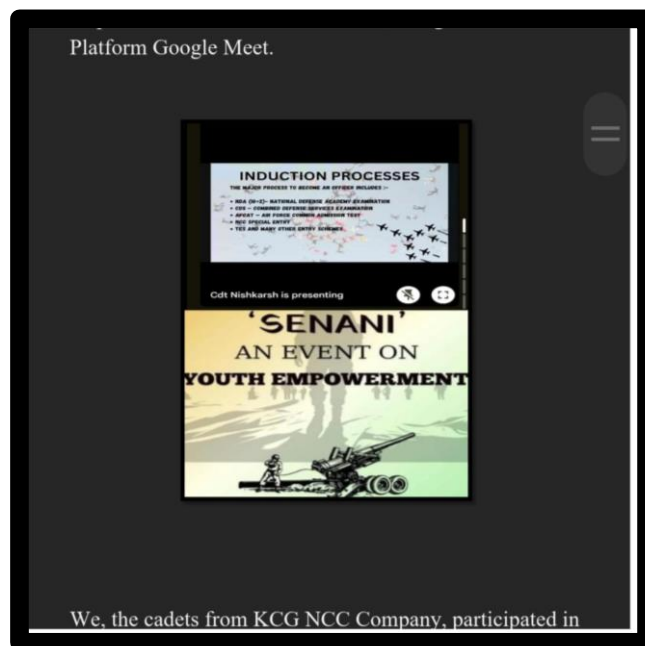 Platform Google Meet.
INDUCTION PROCESSES
THE MAJOR PROCESS TO BECOME AN OFFICER INCLUDES :-
• NDA (N-X)- NATIONAL DEFENSE ACADEMY EXAMINATION
• CDS - COMBINED DEFENSE SERVICES EXAMINATION
• AFCAT - AIR FORCE COMMON ADMISSION TEST
• NCC SPECIAL ENTRY
• TES AND MANY OTHER ENTRY SCHEMES
Cdt Nishkarsh is presenting
‘SENANI’
AN EVENT ON
YOUTH EMPOWERMENT
We, the cadets from KCG NCC Company, participated in